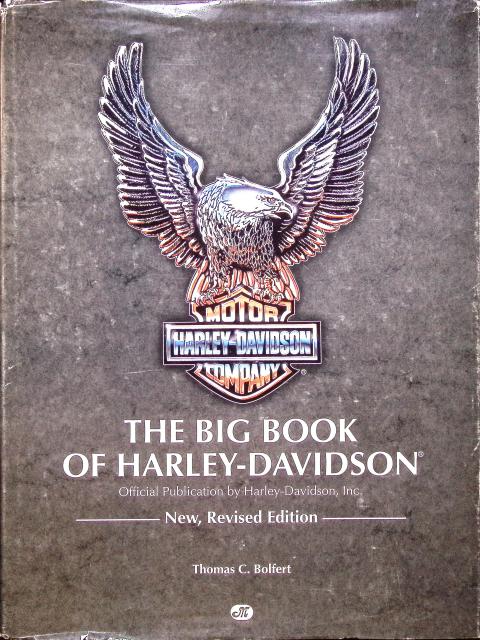 MOTOR
HARLEY-DAVIDSON
COMPANY
®
THE BIG BOOK
OF HARLEY-DAVIDSON®
Official Publication by Harley-Davidson, Inc.
New, Revised Edition
Thomas C. Bolfert
M